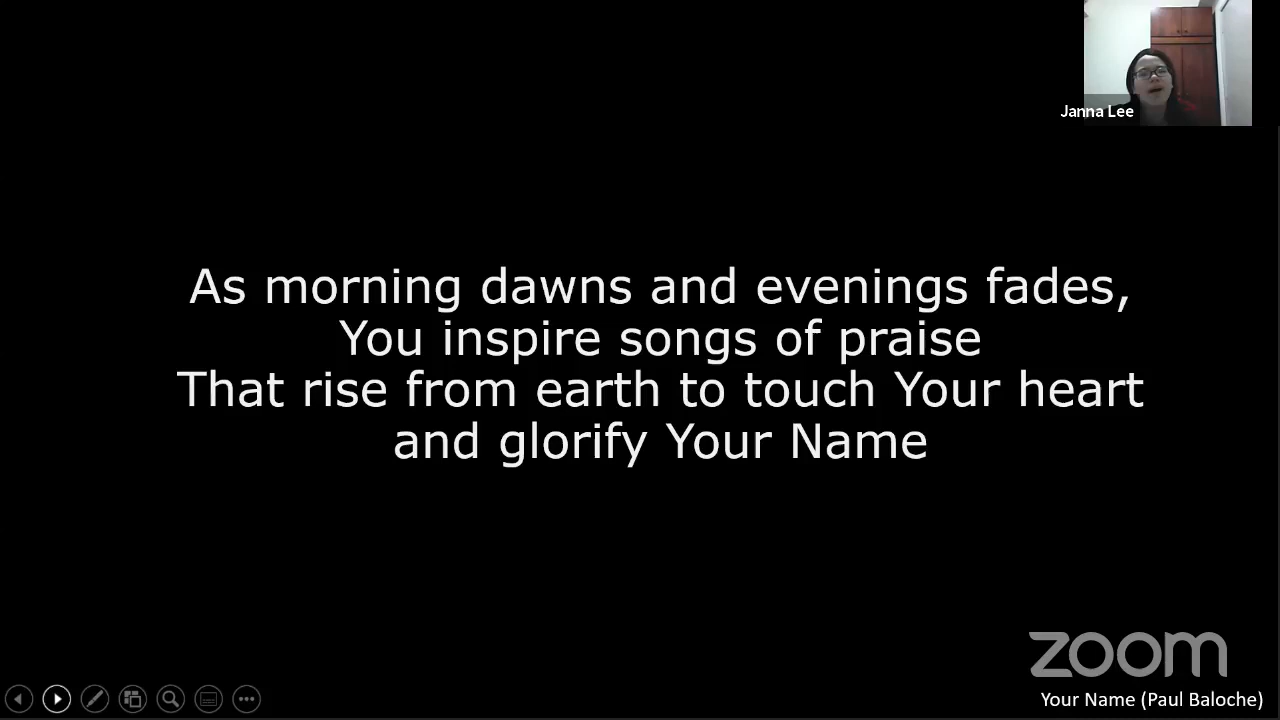 Janna Lee
As morning dawns and evenings fades,
You inspire songs of praise
That rise from earth to touch Your heart
and glorify Your Name
zoom
Your Name (Paul Baloche)